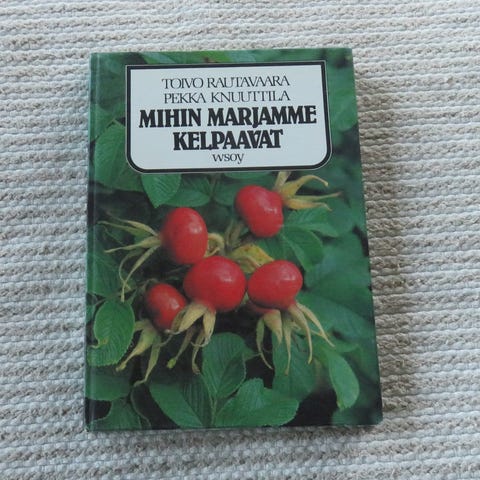 TOIVO RAUTAVAARA
PEKKA KNUUTTILA
MIHIN MARJAMME
KELPAAVAT
wsoy